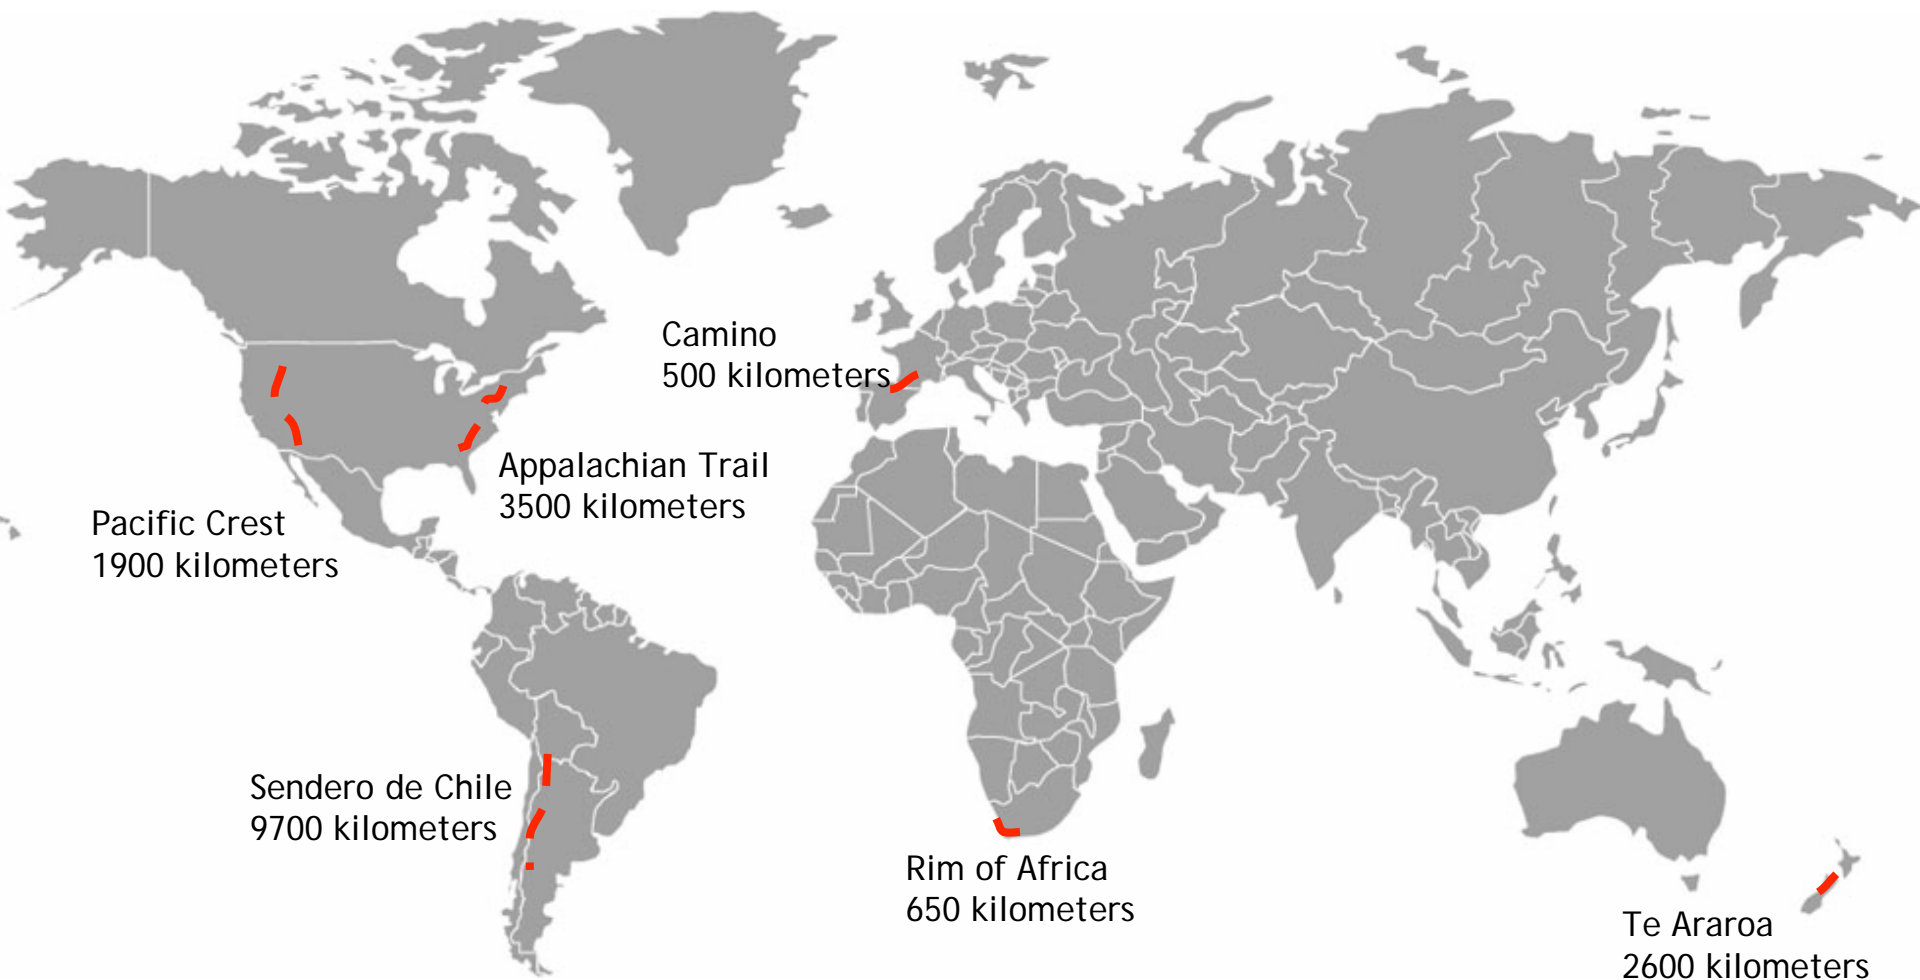 Camino
500 kilometers
Appalachian Trail
3500 kilometers
Pacific Crest
1900 kilometers
Sendero de Chile
9700 kilometers
Rim of Africa
650 kilometers
Te Araroa
2600 kilometers